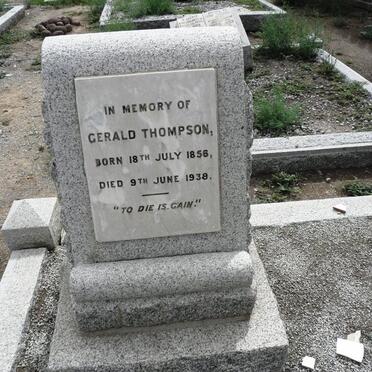 IN MEMORY OF
GERALD THOMPSON,
BORN 18TH JULY 1856,
DIED 9TH JUNE 1938.
"TO DIE IS GAIN."